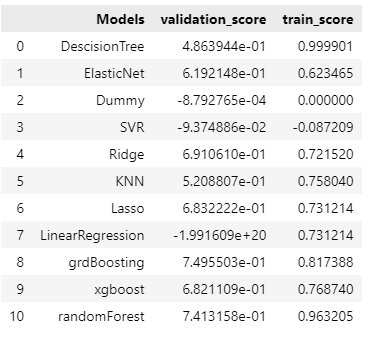 Models validation_score train_score
0 DescisionTree 4.863944e-01 0.999901
1 ElasticNet 6.192148e-01 0.623465
2 Dummy -8.792765e-04 0.000000
3 SVR -9.374886e-02 -0.087209
4 Ridge 6.910610e-01 0.721520
5 KNN 5.208807e-01 0.758040
6 Lasso 6.832222e-01 0.731214
7 LinearRegression -1.991609e+20 0.731214
8 grdBoosting 7.495503e-01 0.817388
9 xgboost 6.821109e-01 0.768740
10 randomForest 7.413158e-01 0.963205